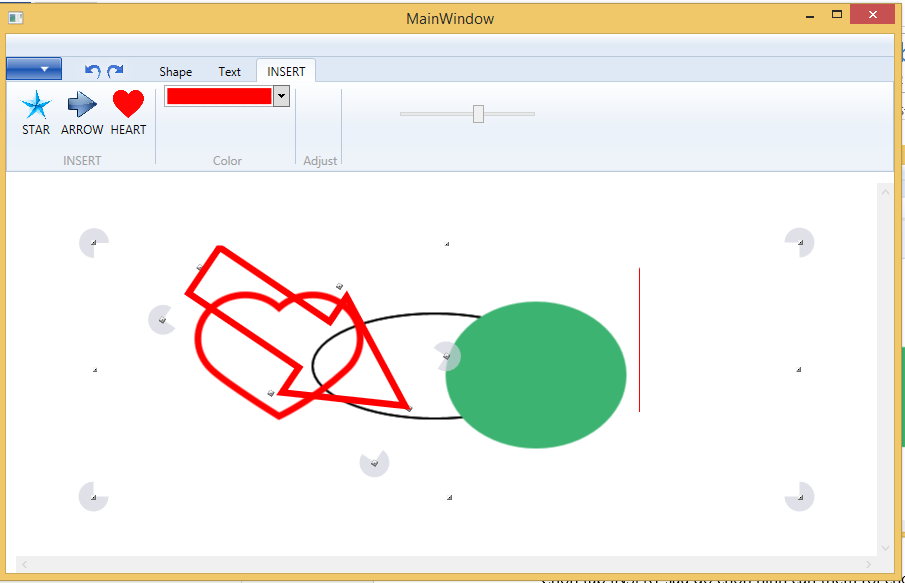 MainWindow
Shape Text INSERT
STAR ARROW HEART
INSERT Color Adjust